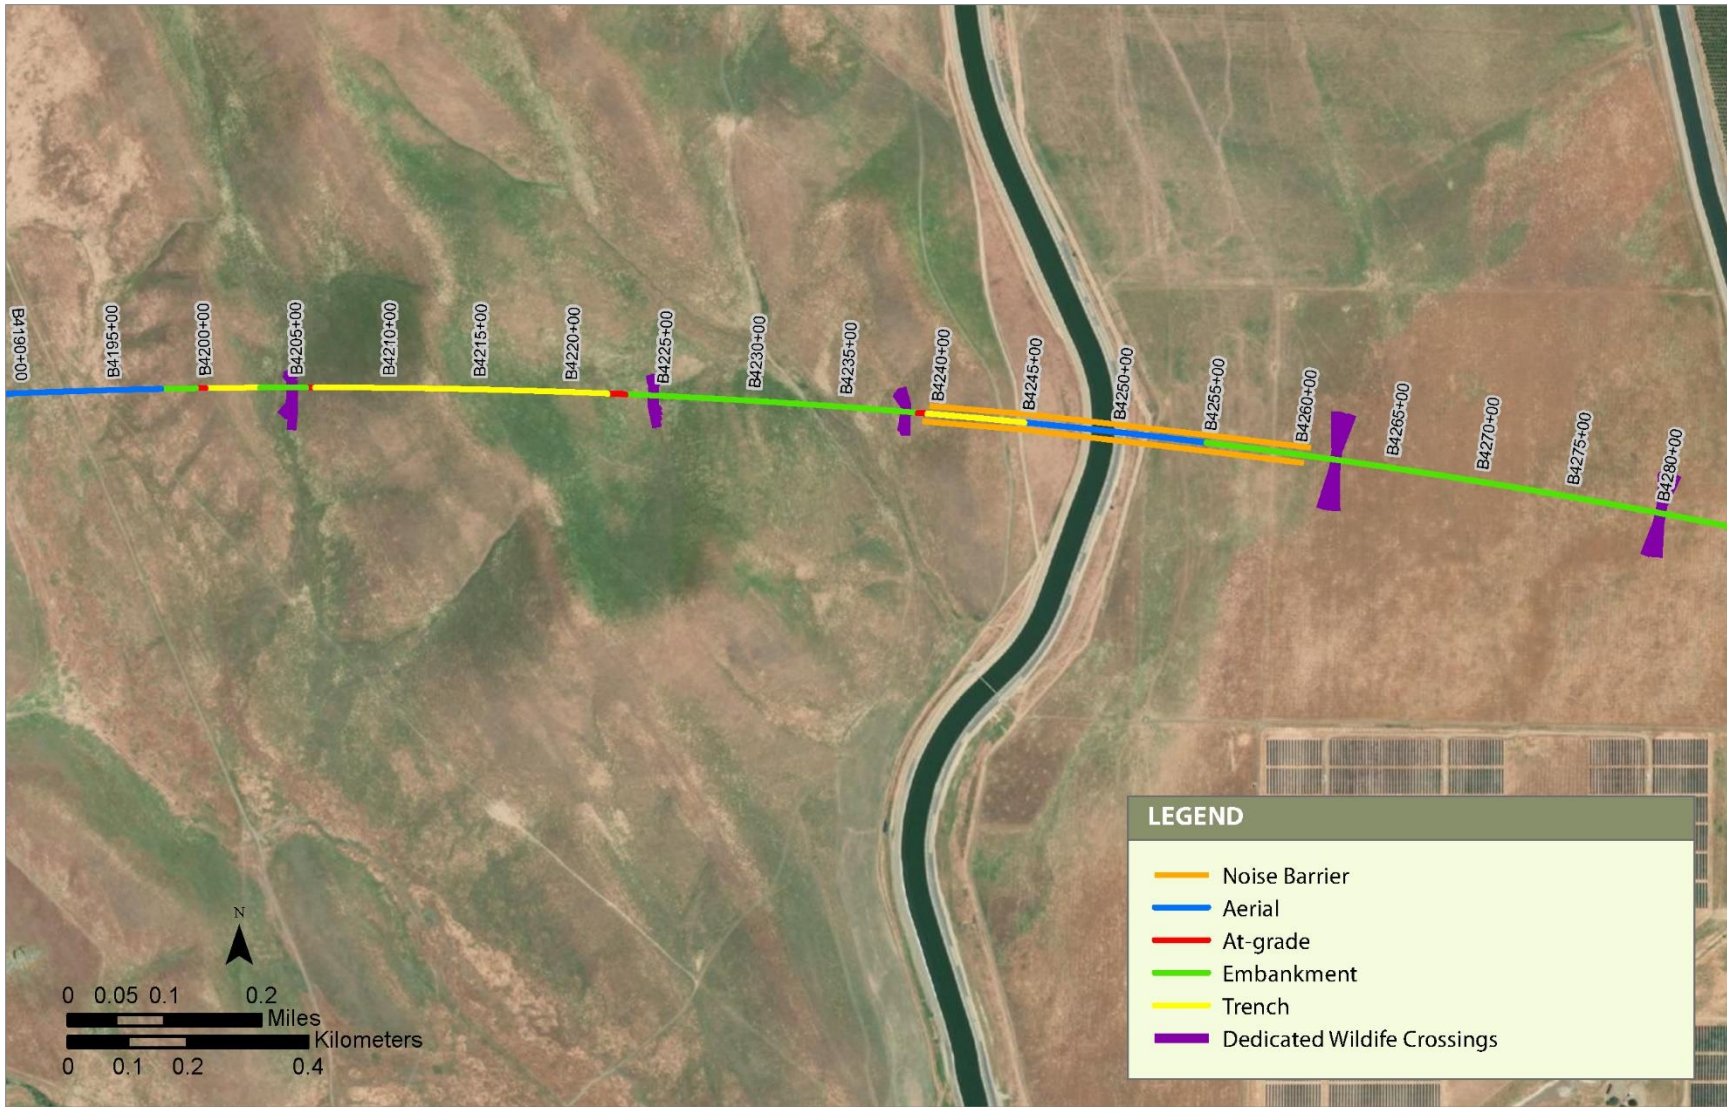 B4190+00
B4195+00
B4200+00
B4205+00
B4210+00
B4215+00
B4220+00
B4225+00
B4230+00
B4235+00
B4240+00
B4245+00
B4250+00
B4255+00
B4260+00
B4265+00
B4270+00
B4275+00
B4280+00
LEGEND
Noise Barrier
Aerial
At-grade
Embankment
Trench
Dedicated Wildife Crossings
N
0 0.05 0.1 0.2
Miles
Kilometers
0 0.1 0.2 0.4